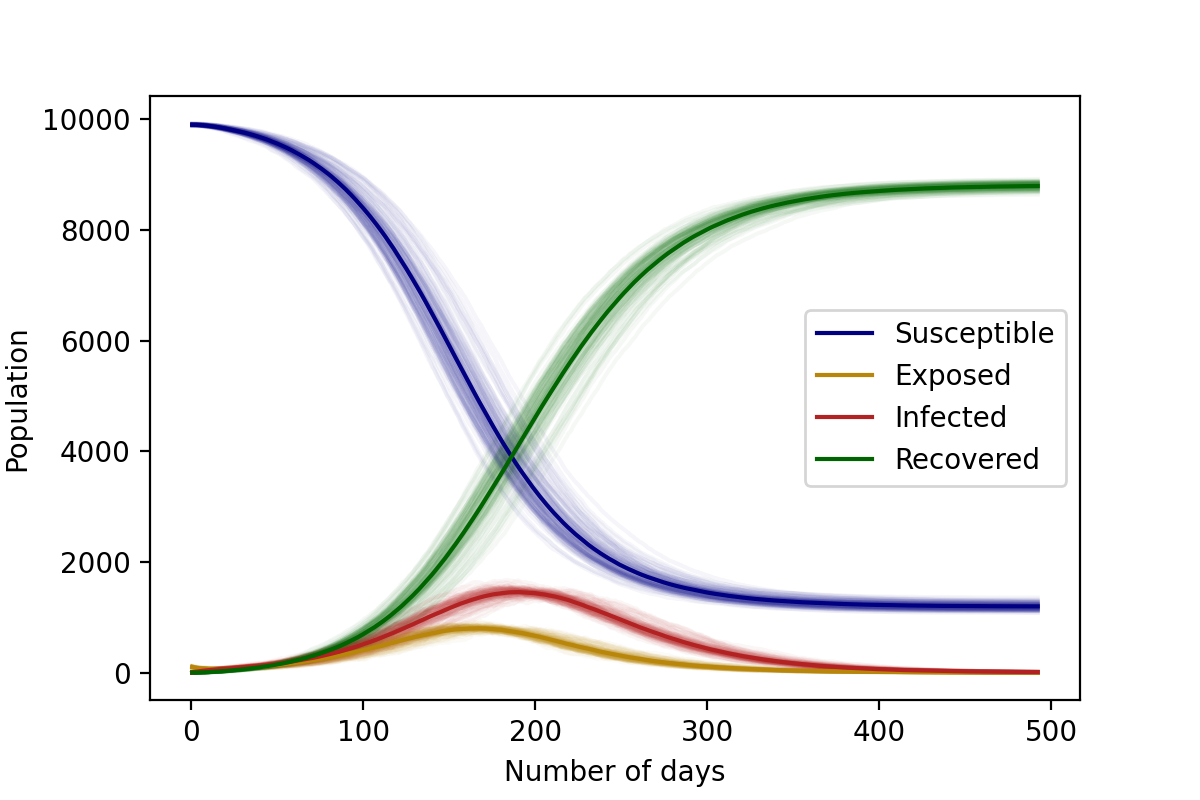 10000
8000
6000
4000
2000
0
Population
Susceptible
Exposed
Infected
Recovered
0 100 200 300 400 500
Number of days